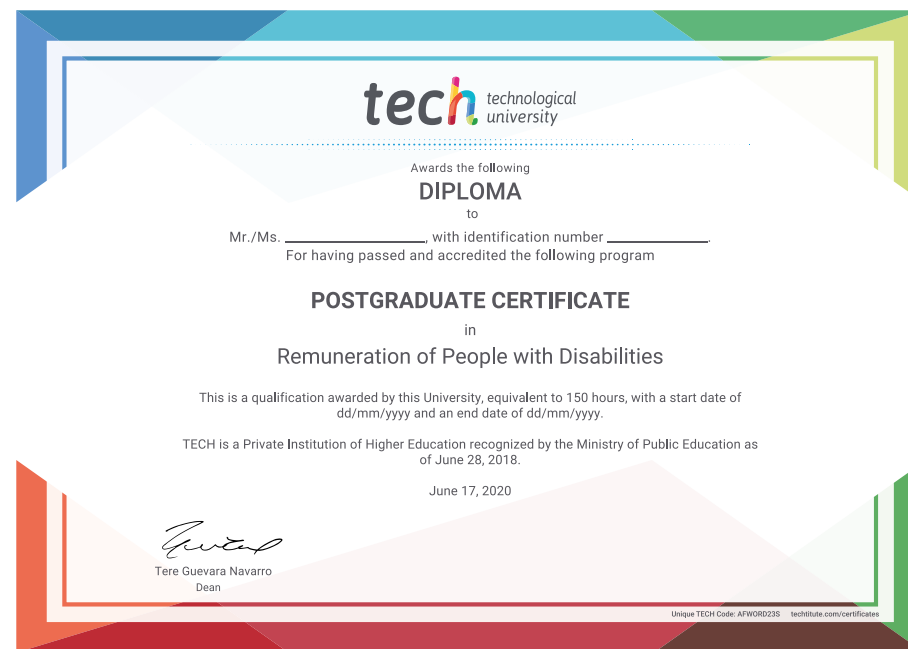 tech technological
university
Awards the following
DIPLOMA
to
Mr./Ms. ____________________, with identification number __________________.
For having passed and accredited the following program
POSTGRADUATE CERTIFICATE
in
Remuneration of People with Disabilities
This is a qualification awarded by this University, equivalent to 150 hours, with a start date of
dd/mm/yyyy and an end date of dd/mm/yyyy.
TECH is a Private Institution of Higher Education recognized by the Ministry of Public Education as
of June 28, 2018.
June 17, 2020
Tere Guevara Navarro
Dean
Unique TECH Code: AFWORD23S techtitute.com/certificates